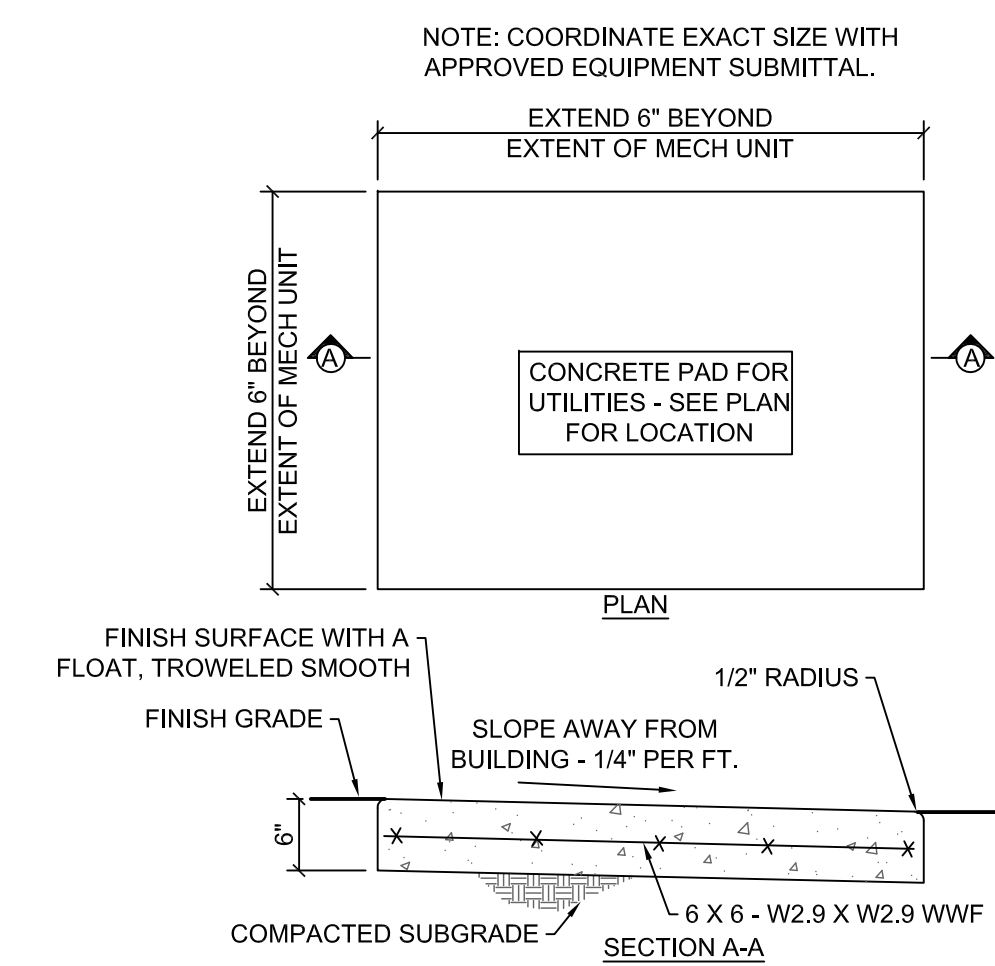 NOTE: COORDINATE EXACT SIZE WITH
APPROVED EQUIPMENT SUBMITTAL.
EXTEND 6" BEYOND
EXTENT OF MECH UNIT
EXTEND 6" BEYOND
EXTENT OF MECH UNIT
A
A
CONCRETE PAD FOR
UTILITIES - SEE PLAN
FOR LOCATION
PLAN
FINISH SURFACE WITH A
FLOAT, TROWELED SMOOTH
1/2" RADIUS
FINISH GRADE
SLOPE AWAY FROM
BUILDING - 1/4" PER FT.
6"
6 X 6 - W2.9 X W2.9 WWF
COMPACTED SUBGRADE
SECTION A-A